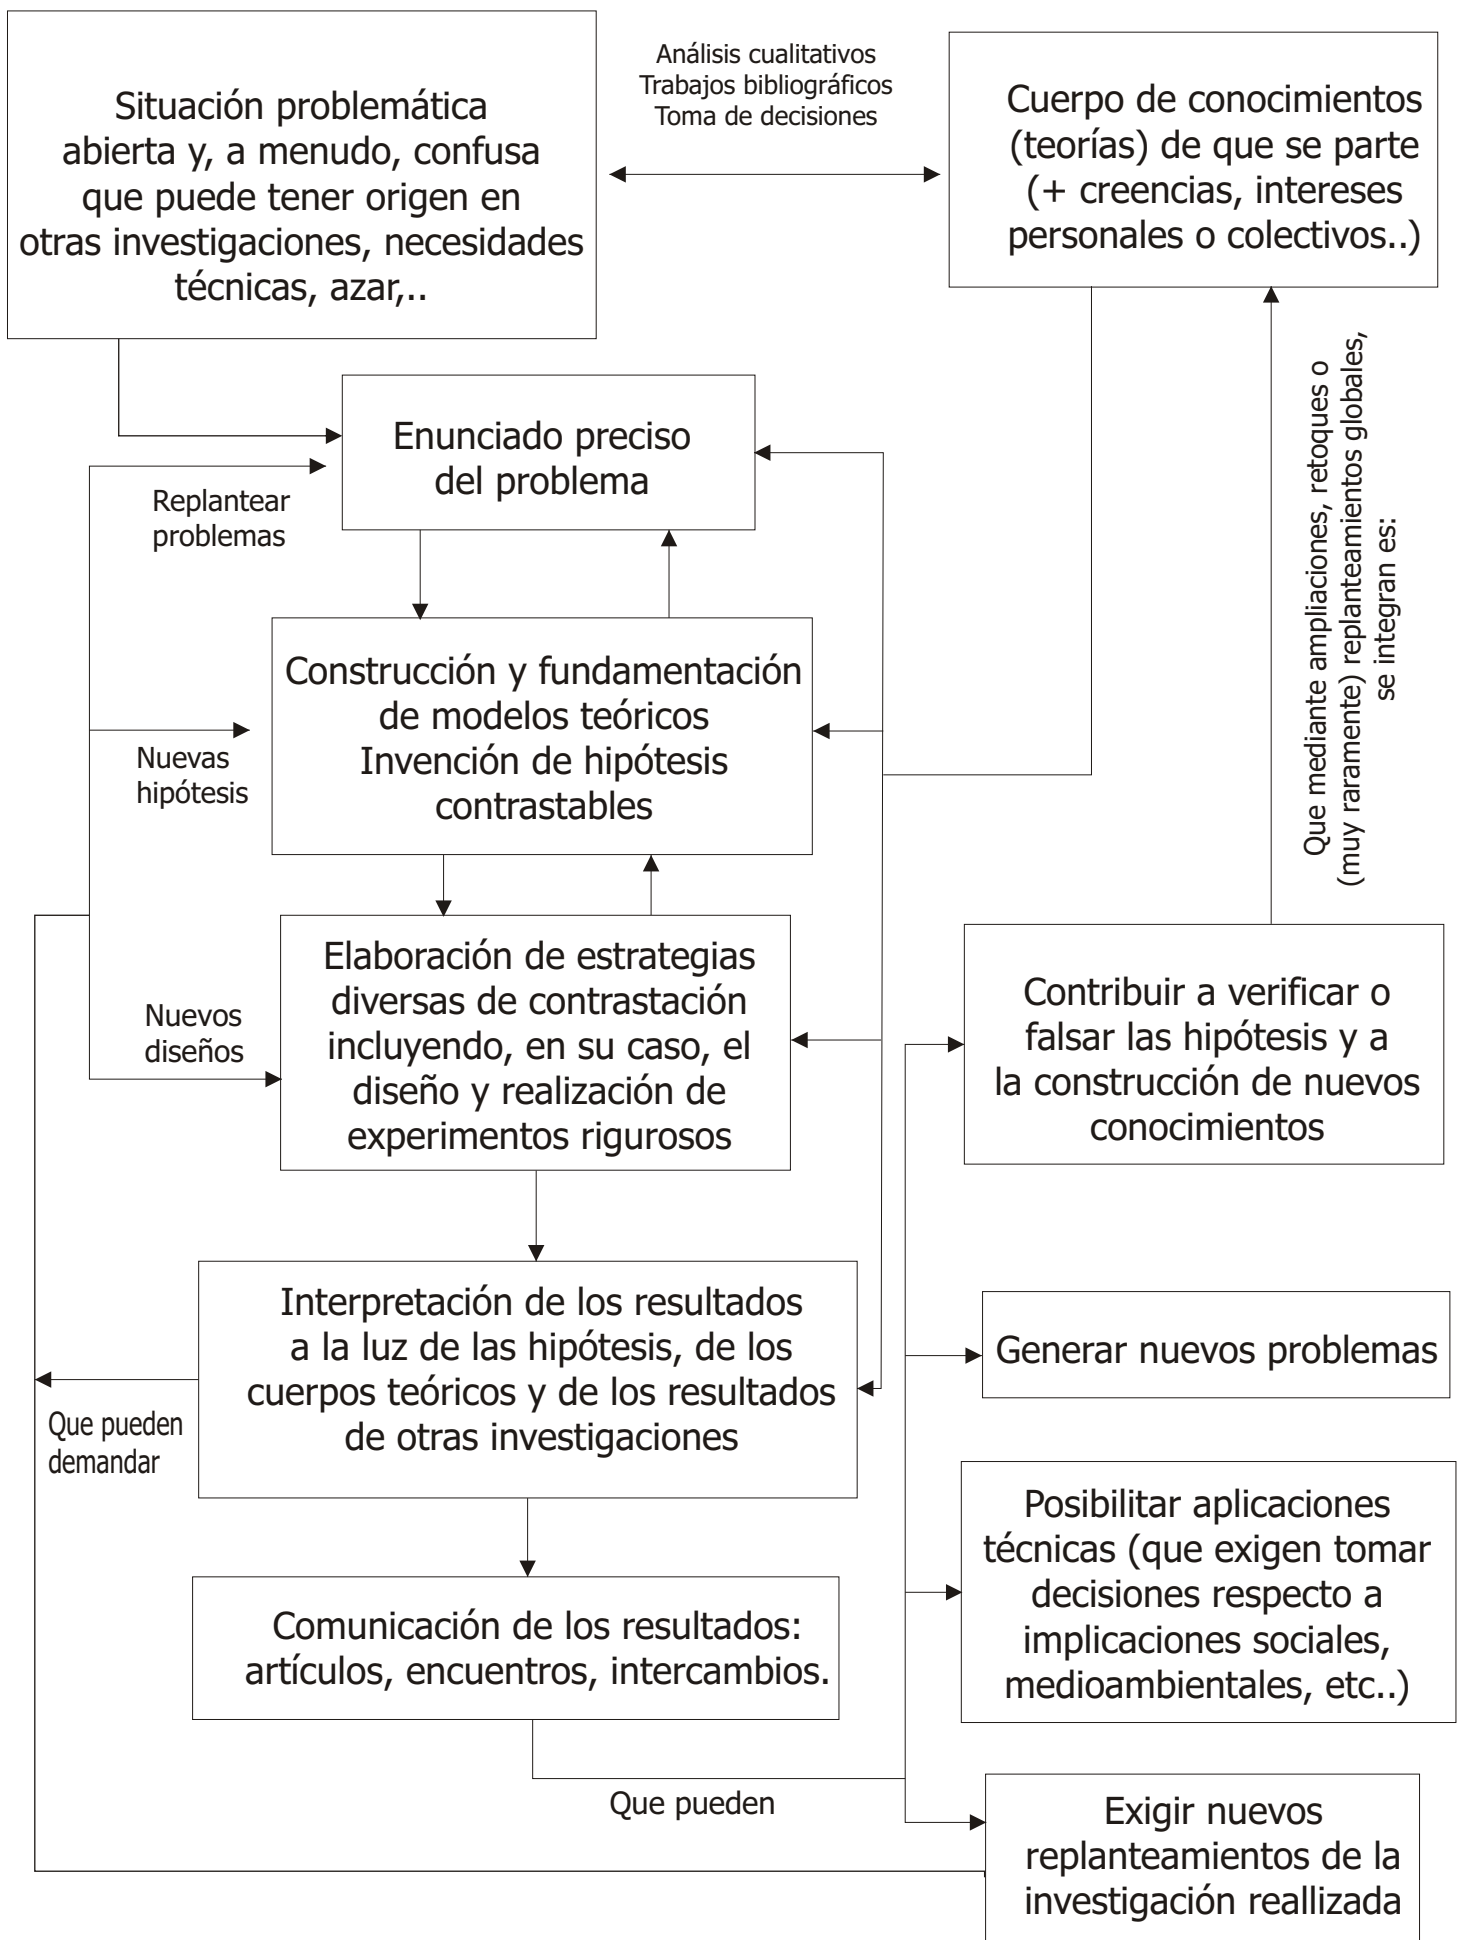 Situación problemática
abierta y, a menudo, confusa
que puede tener origen en
otras investigaciones, necesidades
técnicas, azar,..
Análisis cualitativos
Trabajos bibliográficos
Toma de decisiones
Cuerpo de conocimientos
(teorías) de que se parte
(+ creencias, intereses
personales o colectivos..)
Enunciado preciso
del problema
Replantear
problemas
Que mediante ampliaciones, retoques o
(muy raramente) replanteamientos globales,
se integran es:
Construcción y fundamentación
de modelos teóricos
Invención de hipótesis
contrastables
Nuevas
hipótesis
Elaboración de estrategias
diversas de contrastación
incluyendo, en su caso, el
diseño y realización de
experimentos rigurosos
Nuevos
diseños
Contribuir a verificar o
falsar las hipótesis y a
la construcción de nuevos
conocimientos
Interpretación de los resultados
a la luz de las hipótesis, de los
cuerpos teóricos y de los resultados
de otras investigaciones
Que pueden
demandar
Generar nuevos problemas
Posibilitar aplicaciones
técnicas (que exigen tomar
decisiones respecto a
implicaciones sociales,
medioambientales, etc..)
Comunicación de los resultados:
artículos, encuentros, intercambios.
Que pueden
Exigir nuevos
replanteamientos de la
investigación reallizada